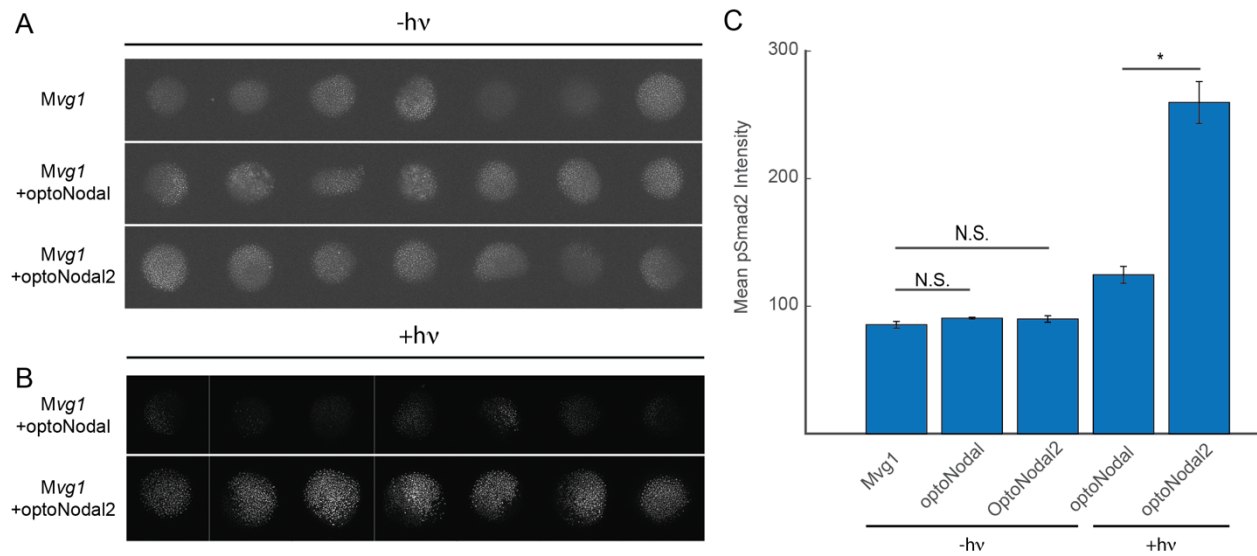 A
-hν
Mvg1
Mvg1
+optoNodal
Mvg1
+optoNodal2
+hν
B
Mvg1
+optoNodal
Mvg1
+optoNodal2
C
300
200
100
Mean pSmad2 Intensity
*
N.S.
N.S.
Mvg1
optoNodal
OptoNodal2
optoNodal
optoNodal2
-hν
+hν